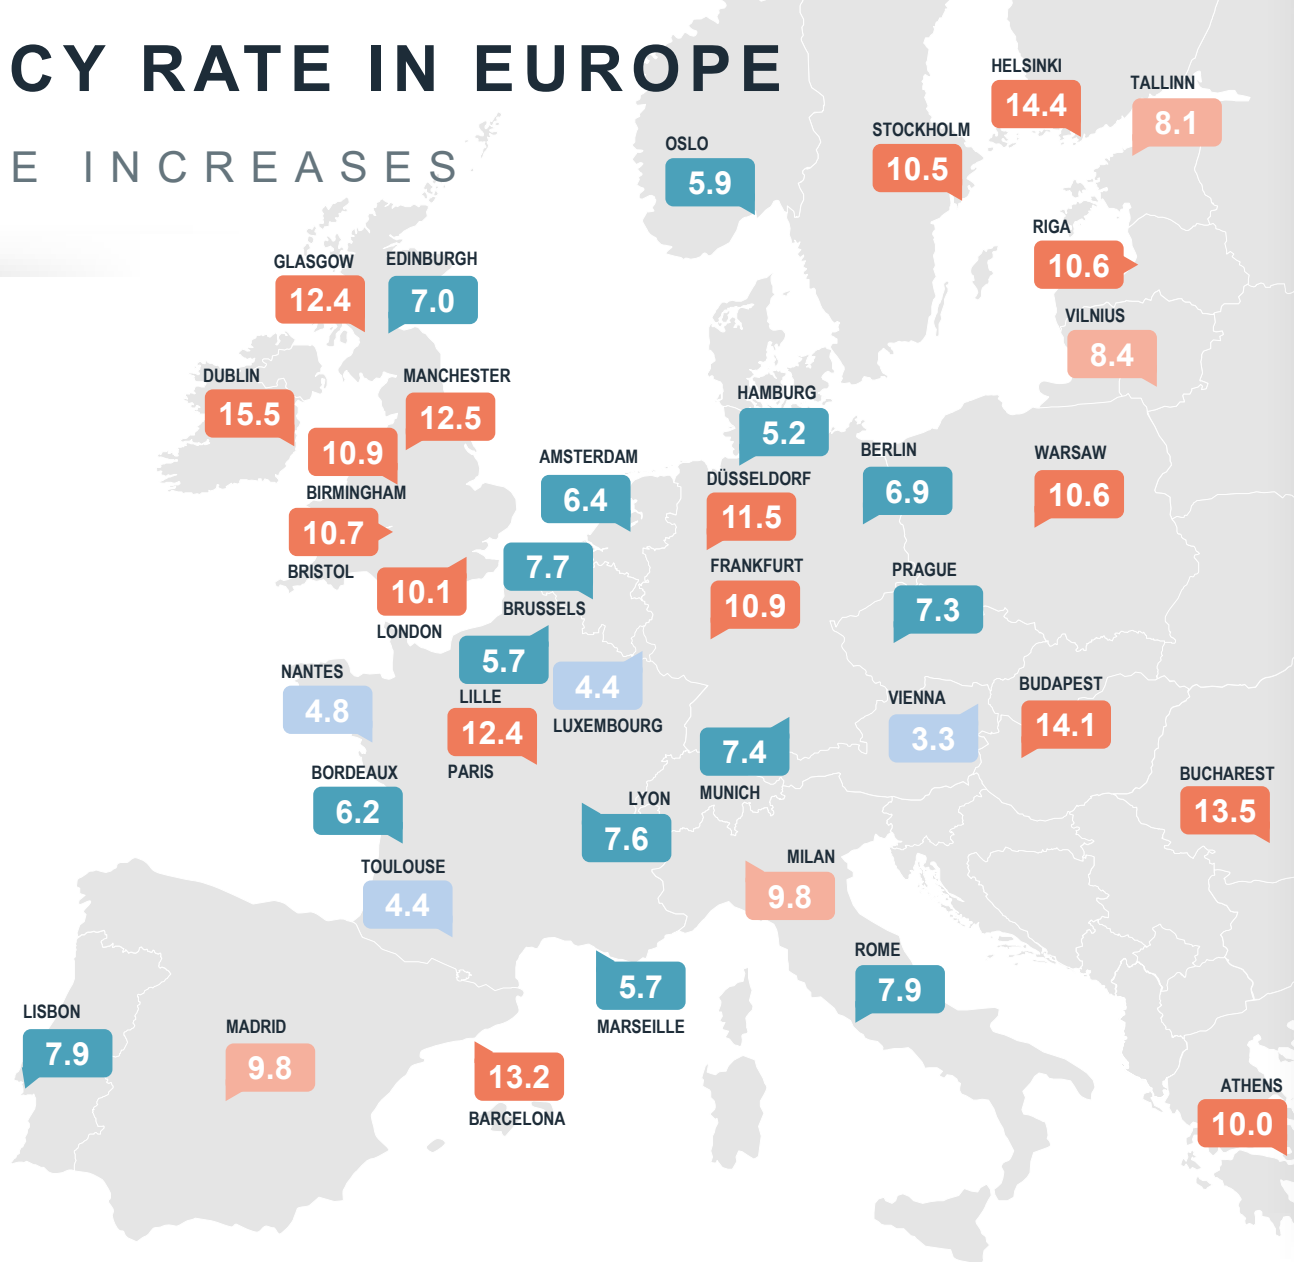 CY RATE IN EUROPE
E INCREASES
HELSINKI
14.4
TALLINN
8.1
STOCKHOLM
10.5
OSLO
5.9
RIGA
10.6
GLASGOW
12.4
EDINBURGH
7.0
VILNIUS
8.4
DUBLIN
15.5
MANCHESTER
12.5
HAMBURG
5.2
10.9
BIRMINGHAM
AMSTERDAM
6.4
BERLIN
6.9
WARSAW
10.6
DÜSSELDORF
11.5
10.7
BRISTOL
7.7
BRUSSELS
FRANKFURT
10.9
PRAGUE
7.3
10.1
LONDON
5.7
LILLE
NANTES
4.8
4.4
LUXEMBOURG
VIENNA
3.3
BUDAPEST
14.1
12.4
PARIS
7.4
MUNICH
BORDEAUX
6.2
BUCHAREST
13.5
LYON
7.6
TOULOUSE
4.4
MILAN
9.8
ROME
7.9
5.7
MARSEILLE
LISBON
7.9
MADRID
9.8
13.2
BARCELONA
ATHENS
10.0